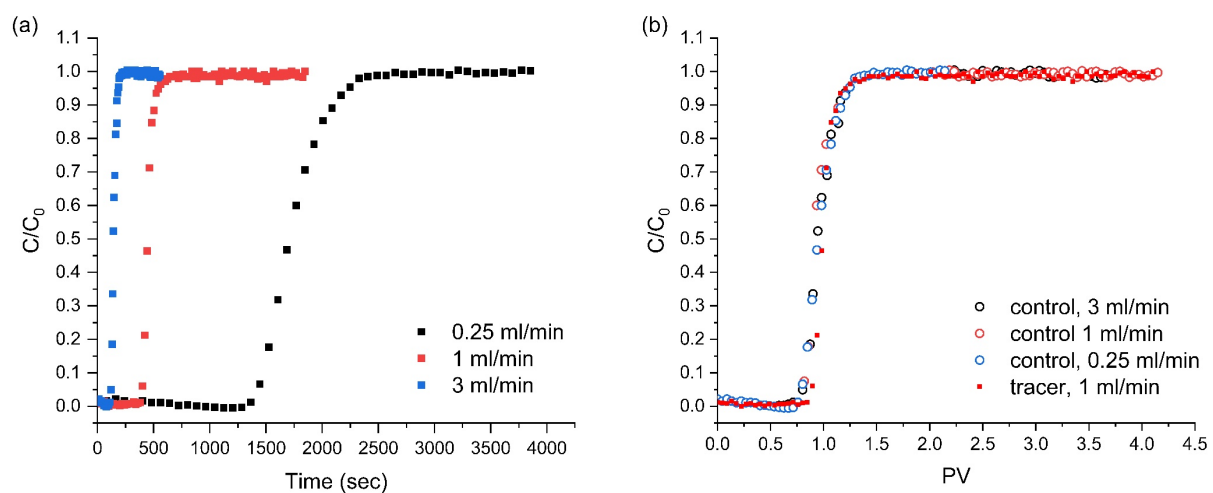 (a)
1.1
1.0
0.9
0.8
0.7
0.6
0.5
0.4
0.3
0.2
0.1
0.0
C/C0
0 500 1000 1500 2000 2500 3000 3500 4000
Time (sec)
0.25 ml/min
1 ml/min
3 ml/min
(b)
1.1
1.0
0.9
0.8
0.7
0.6
0.5
0.4
0.3
0.2
0.1
0.0
C/C0
0.0 0.5 1.0 1.5 2.0 2.5 3.0 3.5 4.0 4.5
PV
control, 3 ml/min
control 1 ml/min
control, 0.25 ml/min
tracer, 1 ml/min